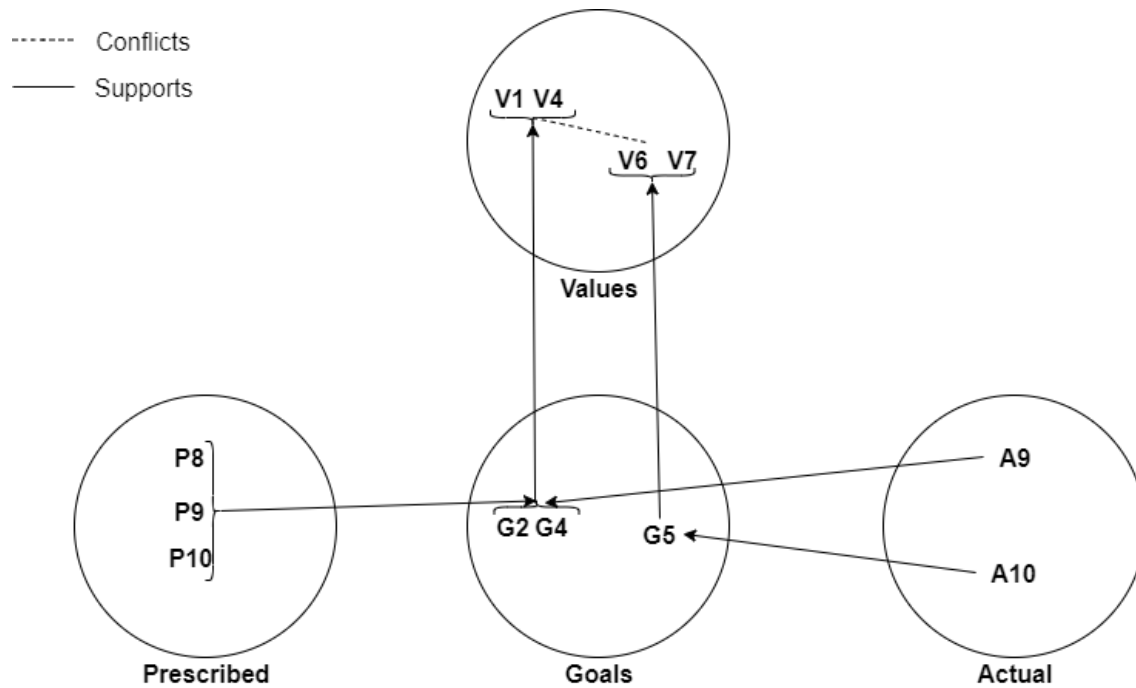 Conflicts
Supports
V1 V4
V6 V7
Values
P8
P9
P10
G2 G4
G5
A9
A10
Prescribed
Goals
Actual